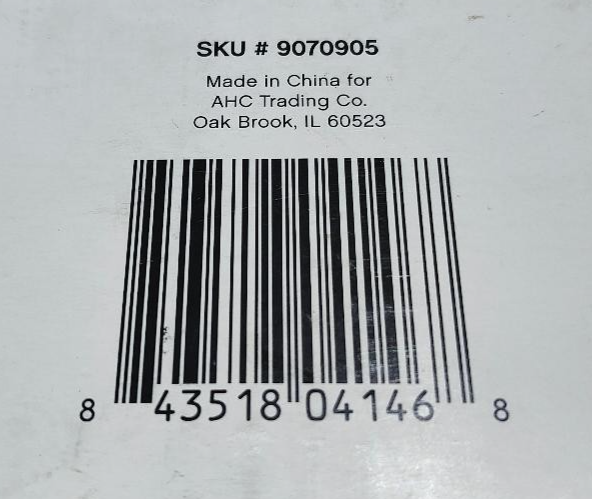 SKU # 9070905
Made in China for
AHC Trading Co.
Oak Brook, IL 60523
8 43518 04146 8